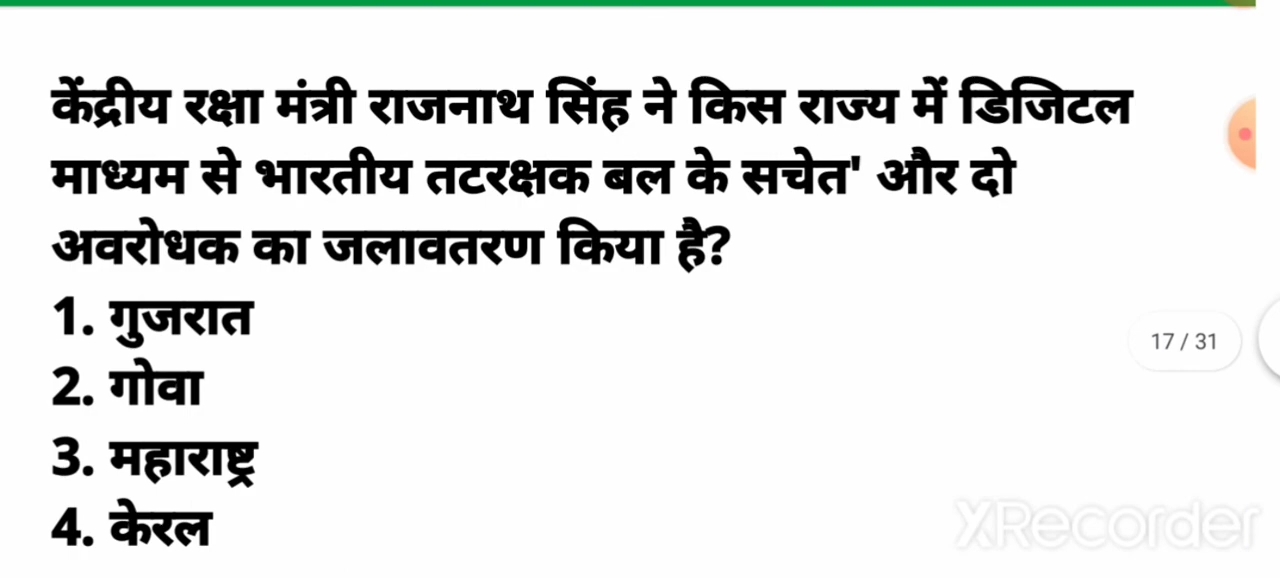 केंद्रीय रक्षा मंत्री राजनाथ सिंह ने किस राज्य में डिजिटल
माध्यम से भारतीय तटरक्षक बल के सचेत' और दो
अवरोधक का जलावतरण किया है?
1. गुजरात
2. गोवा
3. महाराष्ट्र
4. केरल
17 / 31
XRecorder